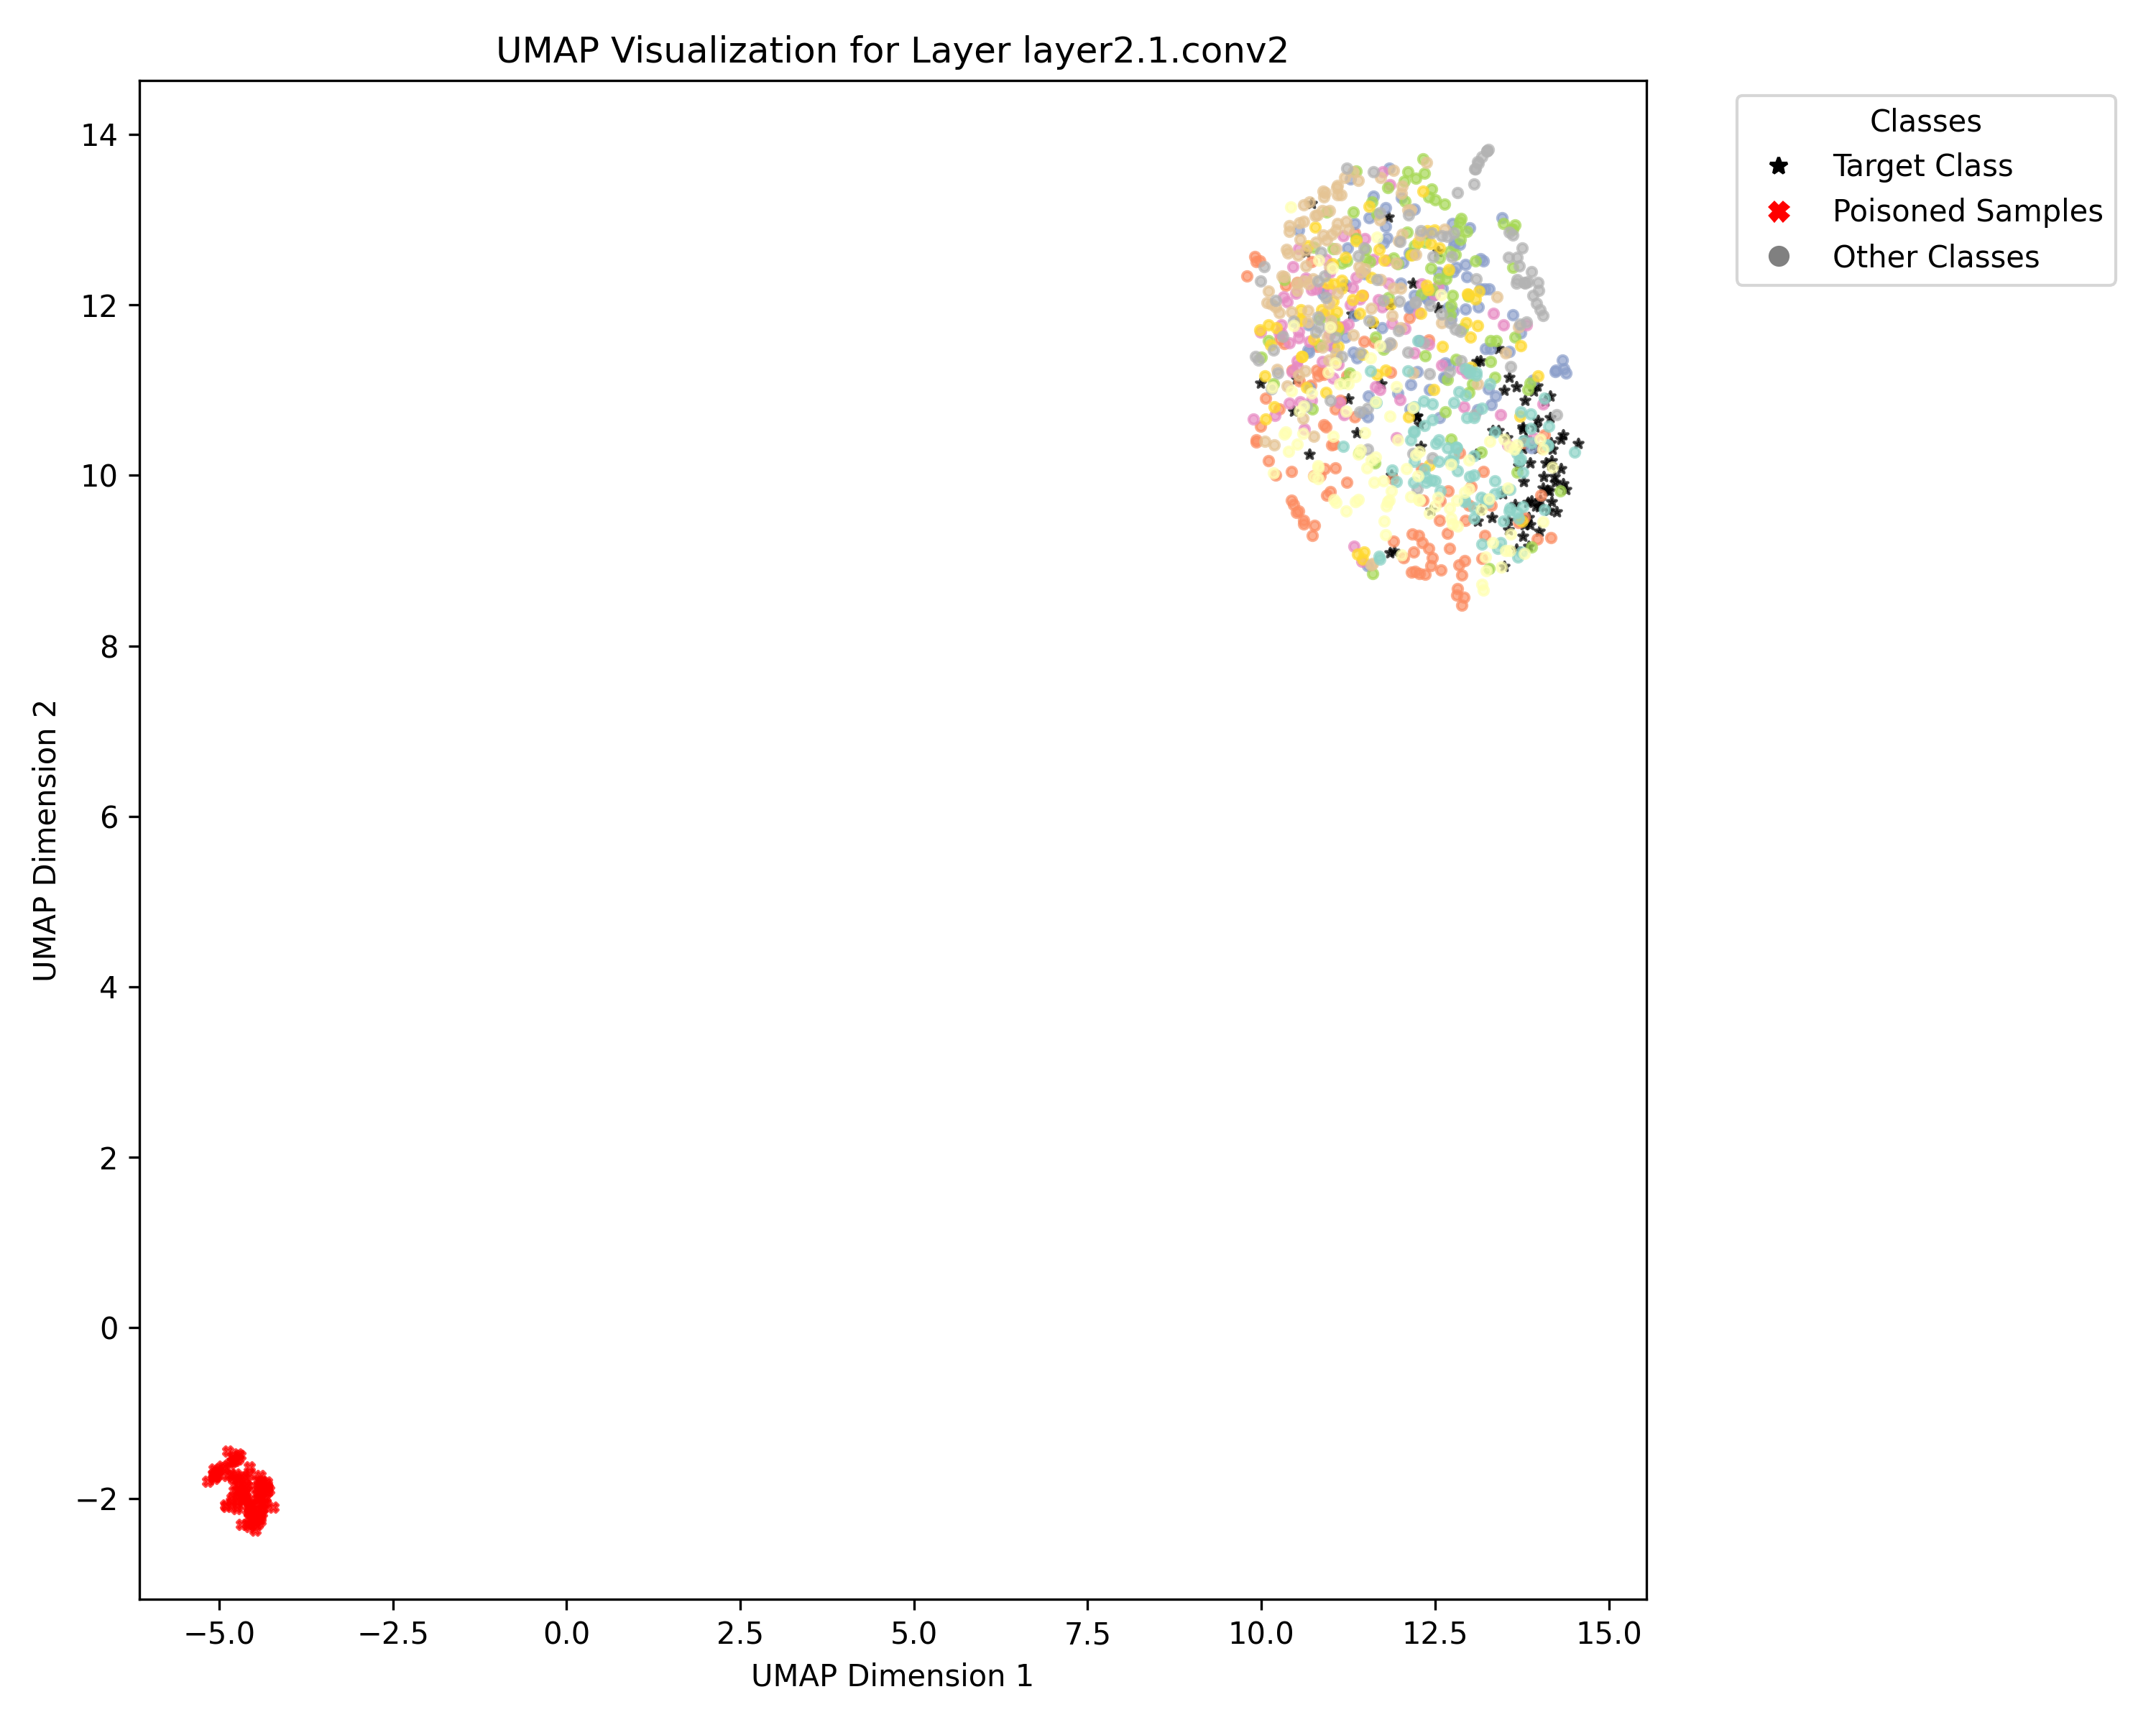 UMAP Visualization for Layer layer2.1.conv2
Classes
Target Class
Poisoned Samples
Other Classes
UMAP Dimension 2
14
12
10
8
6
4
2
0
−2
−5.0
−2.5
0.0
2.5
5.0
7.5
10.0
12.5
15.0
UMAP Dimension 1